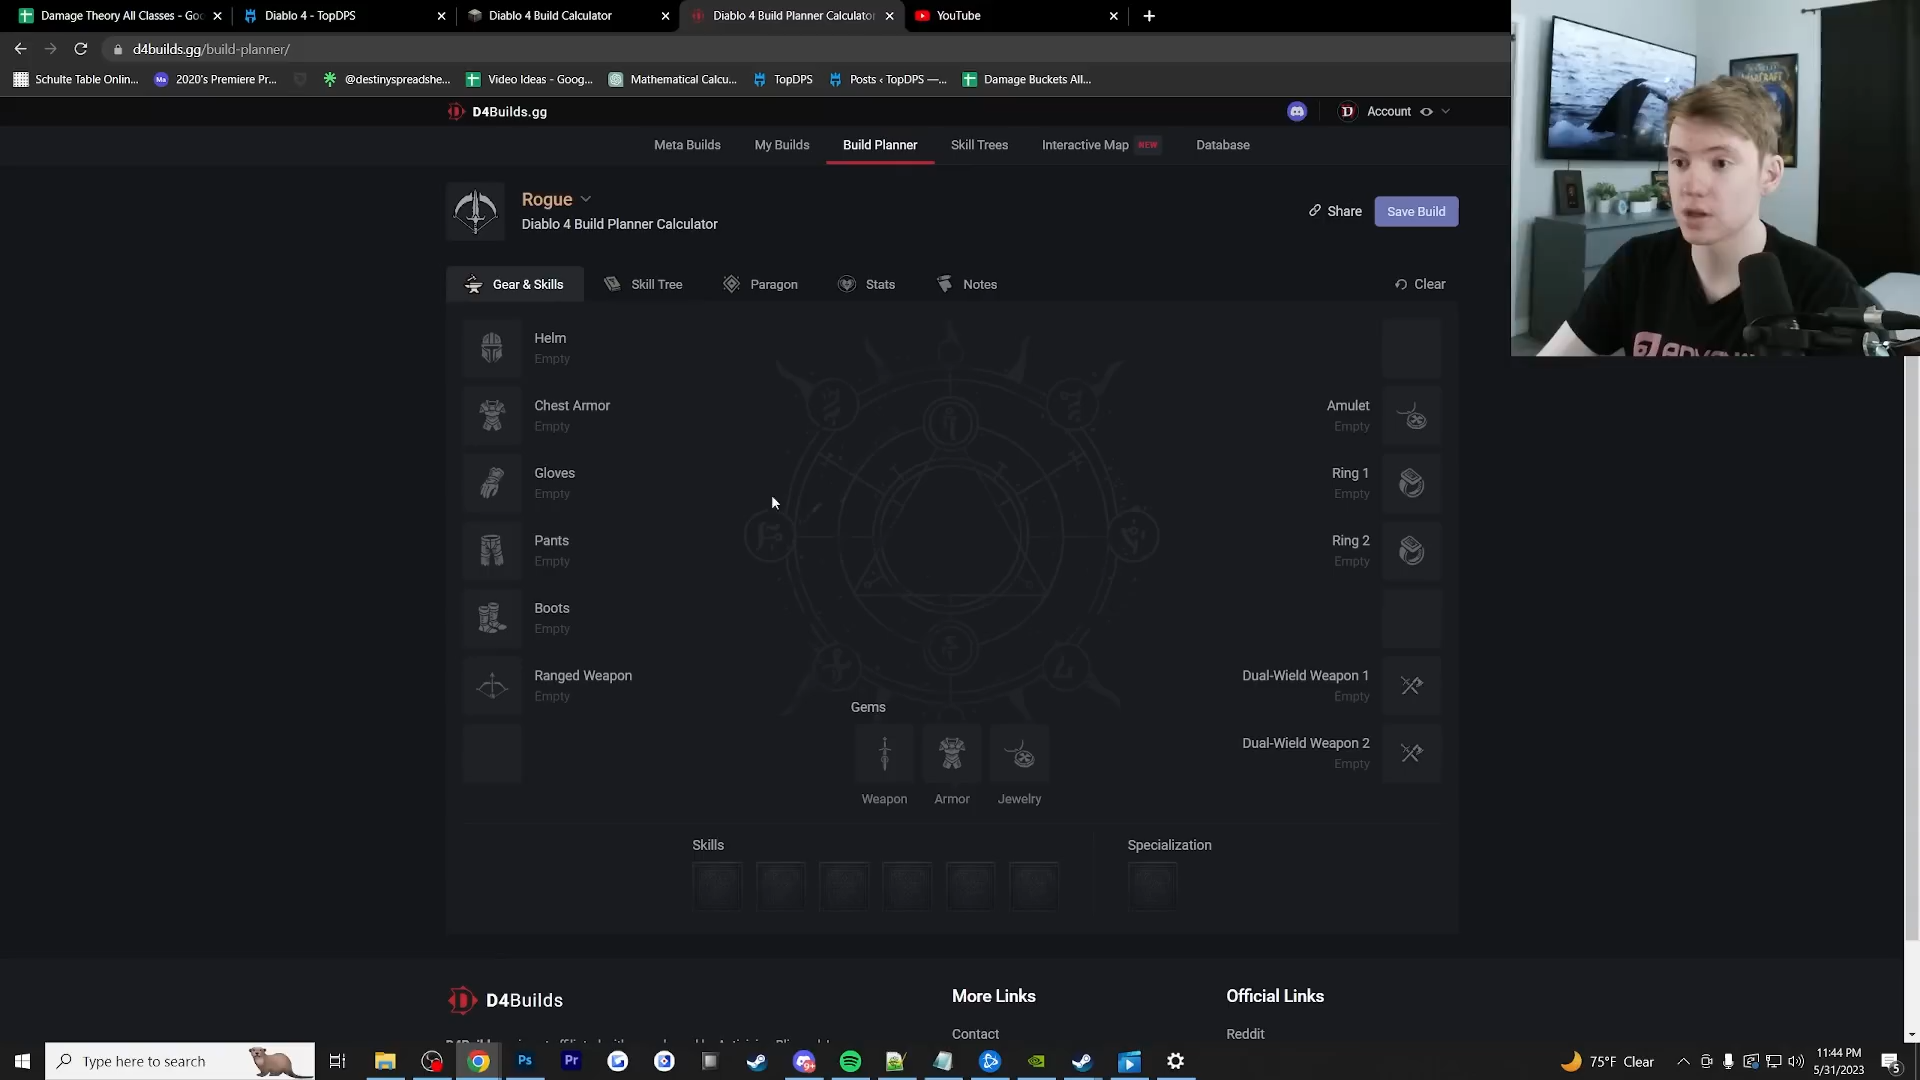 Damage Theory All Classes - Goo
Diablo 4 - TopDPS
Diablo 4 Build Calculator
Diablo 4 Build Planner Calculator
YouTube
d4builds.gg/build-planner/
Schulte Table Onlin...
2020's Premiere Pr...
@destinyspreadshe...
Video Ideas - Goog...
Mathematical Calcu...
TopDPS
Posts ‹ TopDPS —...
Damage Buckets All...
D4Builds.gg
Account
Meta Builds
My Builds
Build Planner
Skill Trees
Interactive Map NEW
Database
Rogue
Diablo 4 Build Planner Calculator
Share
Save Build
Gear & Skills
Skill Tree
Paragon
Stats
Notes
Clear
Helm
Empty
Chest Armor
Empty
Amulet
Empty
Gloves
Empty
Ring 1
Empty
Pants
Empty
Ring 2
Empty
Boots
Empty
Ranged Weapon
Empty
Dual-Wield Weapon 1
Empty
Gems
Weapon
Armor
Jewelry
Dual-Wield Weapon 2
Empty
Skills
Specialization
D4Builds
More Links
Official Links
Contact
Reddit
Type here to search
75°F Clear
11:44 PM
5/31/2023